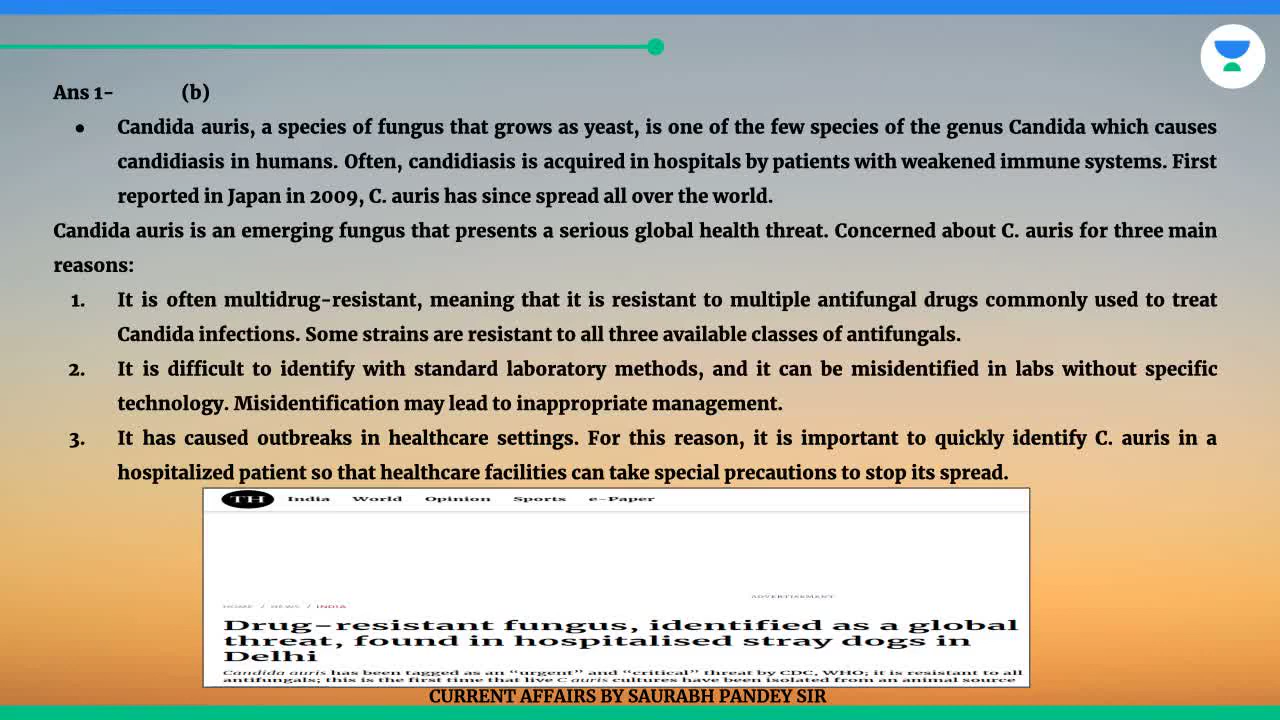 Ans 1- (b)
● Candida auris, a species of fungus that grows as yeast, is one of the few species of the genus Candida which causes
candidiasis in humans. Often, candidiasis is acquired in hospitals by patients with weakened immune systems. First
reported in Japan in 2009, C. auris has since spread all over the world.
Candida auris is an emerging fungus that presents a serious global health threat. Concerned about C. auris for three main
reasons:
1. It is often multidrug-resistant, meaning that it is resistant to multiple antifungal drugs commonly used to treat
Candida infections. Some strains are resistant to all three available classes of antifungals.
2. It is difficult to identify with standard laboratory methods, and it can be misidentified in labs without specific
technology. Misidentification may lead to inappropriate management.
3. It has caused outbreaks in healthcare settings. For this reason, it is important to quickly identify C. auris in a
hospitalized patient so that healthcare facilities can take special precautions to stop its spread.
TH India World Opinion Sports e-Paper
ADVERTISEMENT
HOME / NEWS / INDIA
Drug-resistant fungus, identified as a global
threat, found in hospitalised stray dogs in
Delhi
Candida auris has been tagged as an “urgent” and “critical” threat by CDC, WHO; it is resistant to all
antifungals; this is the first time that live C auris cultures have been isolated from an animal source
CURRENT AFFAIRS BY SAURABH PANDEY SIR